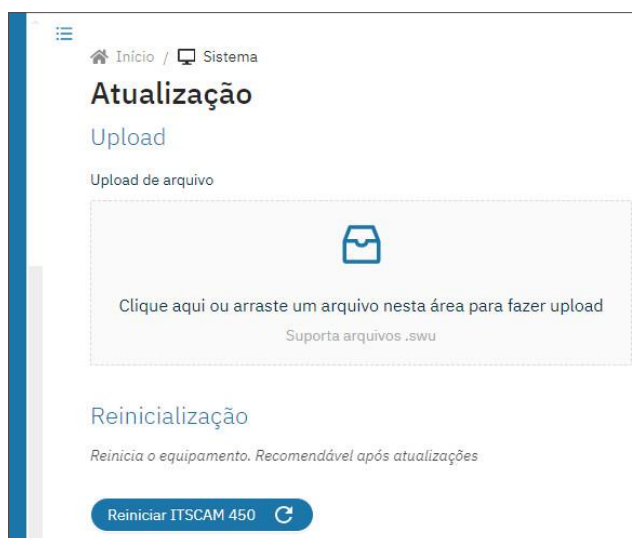 Início / Sistema
Atualização
Upload
Upload de arquivo
Clique aqui ou arraste um arquivo nesta área para fazer upload
Suporta arquivos .swu
Reinicialização
Reinicia o equipamento. Recomendável após atualizações
Reiniciar ITSCAM 450